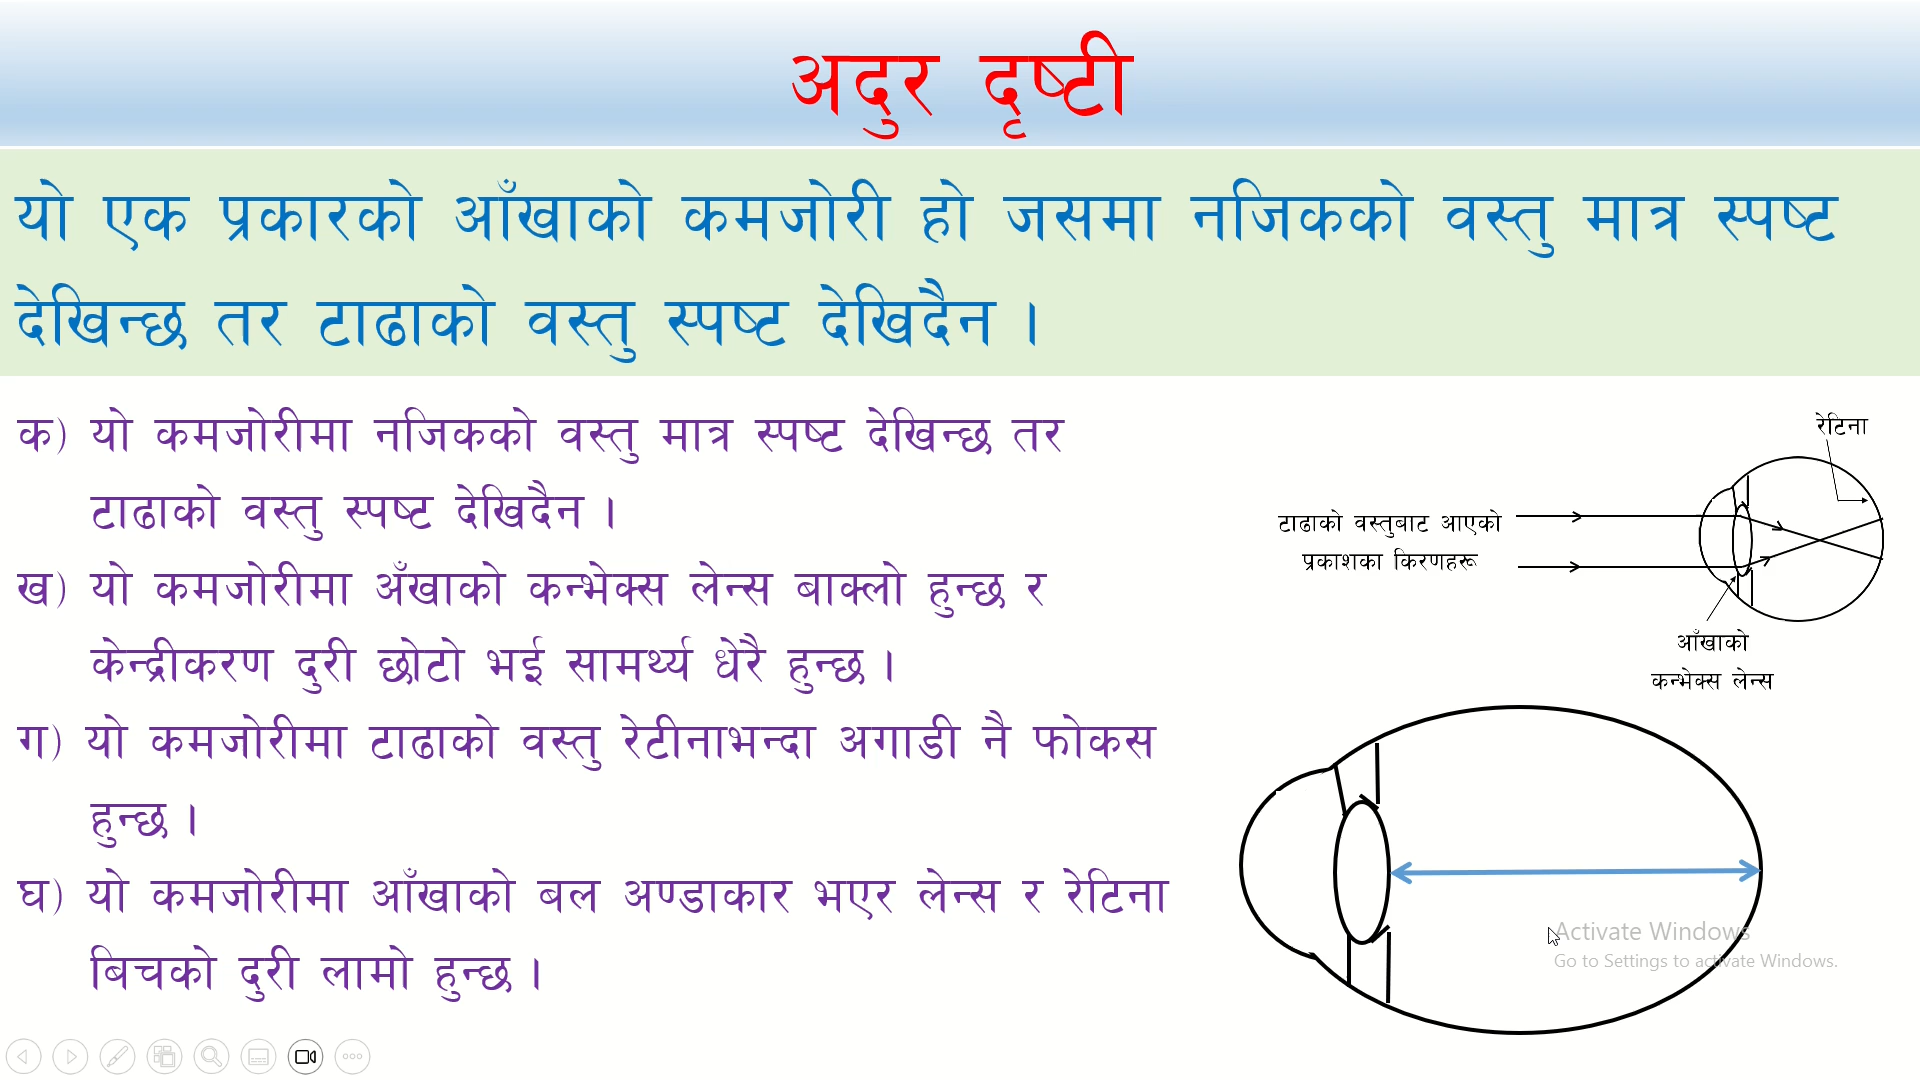 अदुर दृष्टी
यो एक प्रकारको आँखाको कमजोरी हो जसमा नजिकको वस्तु मात्र स्पष्ट
देखिन्छ तर टाढाको वस्तु स्पष्ट देखिदैन ।
क) यो कमजोरीमा नजिकको वस्तु मात्र स्पष्ट देखिन्छ तर
टाढाको वस्तु स्पष्ट देखिदैन ।
ख) यो कमजोरीमा अँखाको कन्भेक्स लेन्स बाक्लो हुन्छ र
केन्द्रीकरण दुरी छोटो भई सामर्थ्य धेरै हुन्छ ।
ग) यो कमजोरीमा टाढाको वस्तु रेटीनाभन्दा अगाडी नै फोकस
हुन्छ ।
घ) यो कमजोरीमा आँखाको बल अण्डाकार भएर लेन्स र रेटिना
बिचको दुरी लामो हुन्छ ।
रेटिना
टाढाको वस्तुबाट आएको
प्रकाशका किरणहरू
आँखाको
कन्भेक्स लेन्स
Activate Windows
Go to Settings to activate Windows.